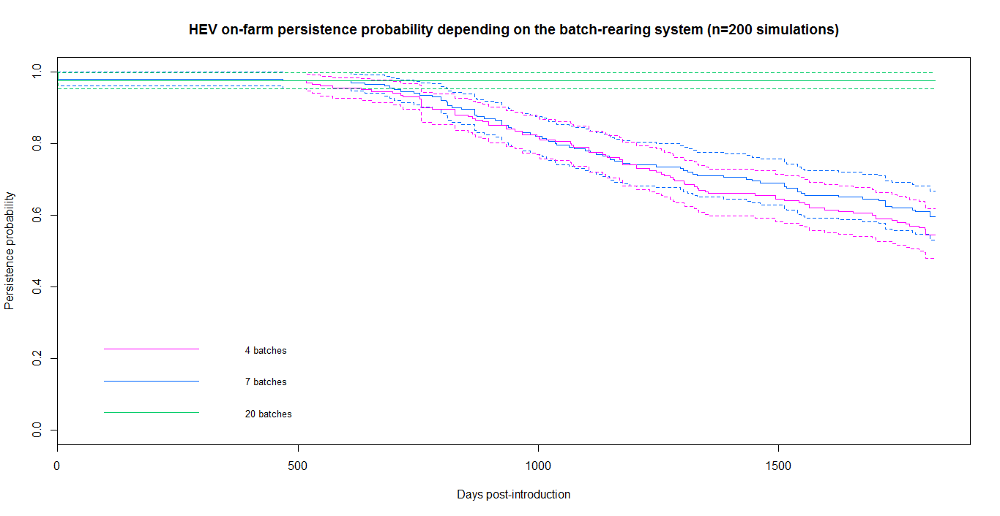 HEV on-farm persistence probability depending on the batch-rearing system (n=200 simulations)
Persistence probability
1.0
0.8
0.6
0.4
0.2
0.0
4 batches
7 batches
20 batches
0 500 1000 1500
Days post-introduction